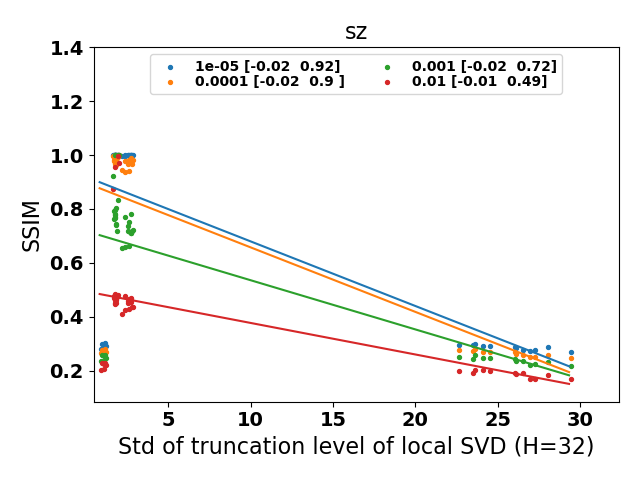 sz
1e-05 [-0.02  0.92]
0.0001 [-0.02  0.9 ]
0.001 [-0.02  0.72]
0.01 [-0.01  0.49]
1.4
1.2
1.0
0.8
0.6
0.4
0.2
SSIM
5 10 15 20 25 30
Std of truncation level of local SVD (H=32)